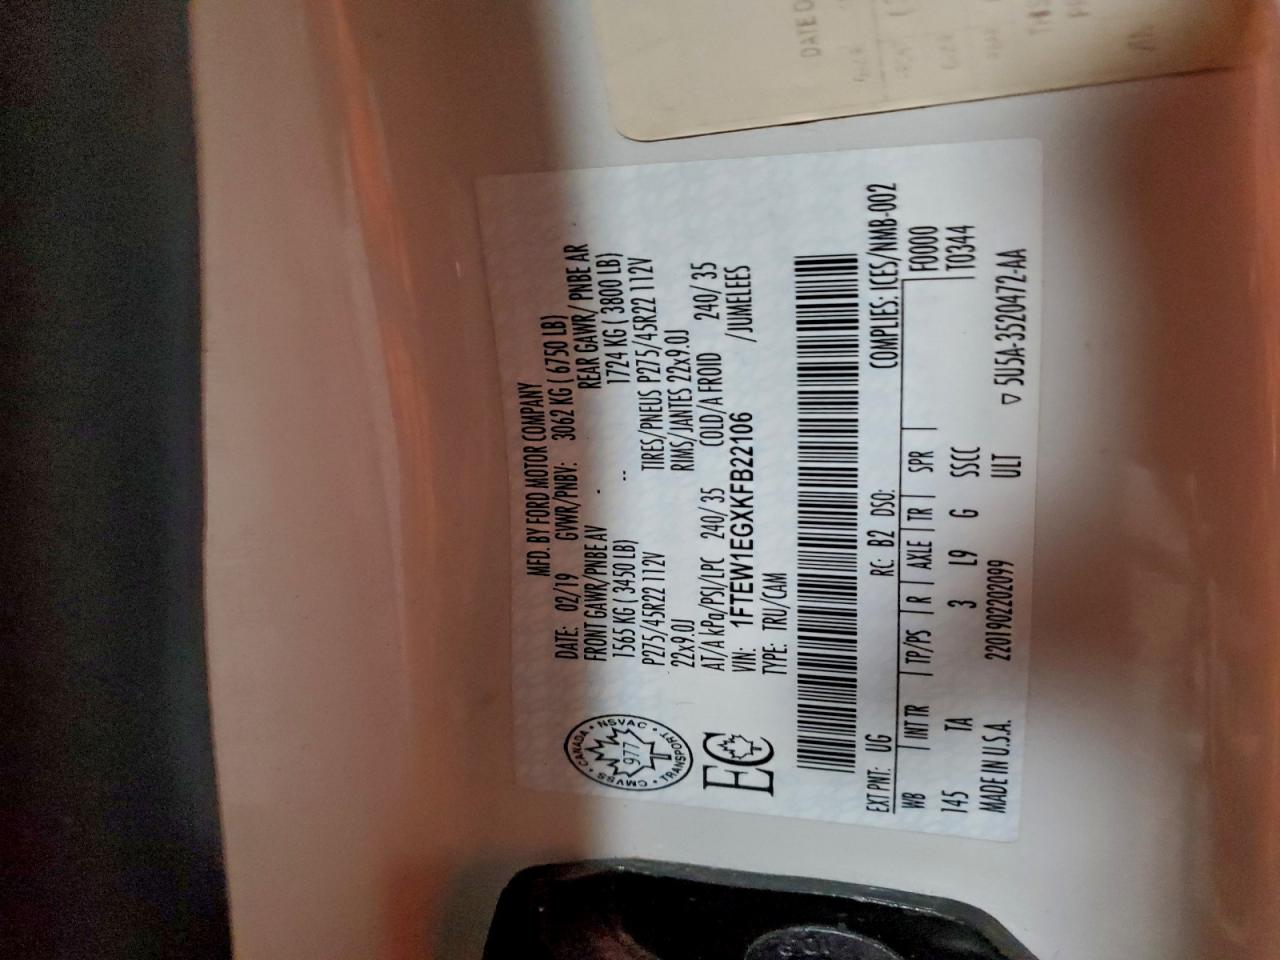 DATE O
TH
MFD. BY FORD MOTOR COMPANY
DATE: 02/19 GVWR/PNBV: 3062 KG ( 6750 LB)
FRONT GAWR/PNBE AV - REAR GAWR/ PNBE AR
1565 KG ( 3450 LB) -- 1724 KG ( 3800 LB)
P275/45R22 112V TIRES/PNEUS P275/45R22 112V
22x9.0J RIMS/JANTES 22x9.0J
AT/A kPa/PSI/LPC 240/ 35 COLD/A FROID 240/ 35
VIN: 1FTEW1EGXKFB22106 /JUMELEES
TYPE: TRU/CAM
CANADA • NSVAC • TRANSPORT • CMVSS
977
EC
COMPLIES: ICES/NMB-002
EXT PNT: UG RC: B2 DSO:
WB INT TR TP/PS R AXLE TR SPR F0000
145 TA 3 L9 G SSCC T0344
MADE IN U.S.A. 220190220209​9 ULT ▽ 5U5A-3520472-AA